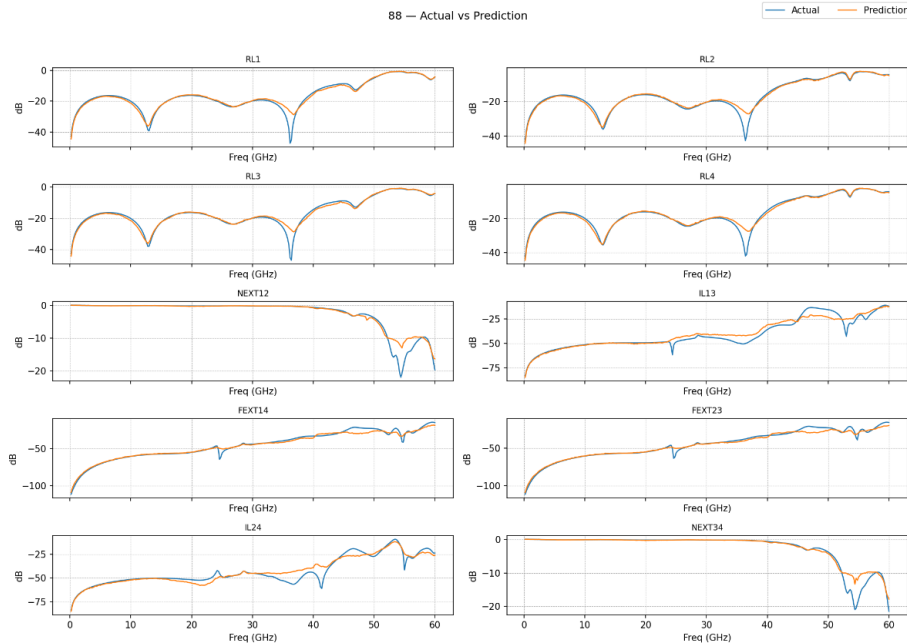 88 — Actual vs Prediction
Actual Prediction
RL1
0
−20
−40
dB
Freq (GHz)
RL2
0
−20
−40
dB
Freq (GHz)
RL3
0
−20
−40
dB
Freq (GHz)
RL4
0
−20
−40
dB
Freq (GHz)
NEXT12
0
−10
−20
dB
Freq (GHz)
IL13
−25
−50
−75
dB
Freq (GHz)
FEXT14
−50
−100
dB
Freq (GHz)
FEXT23
−50
−100
dB
Freq (GHz)
IL24
−25
−50
−75
dB
0 10 20 30 40 50 60
Freq (GHz)
NEXT34
0
−10
−20
dB
0 10 20 30 40 50 60
Freq (GHz)